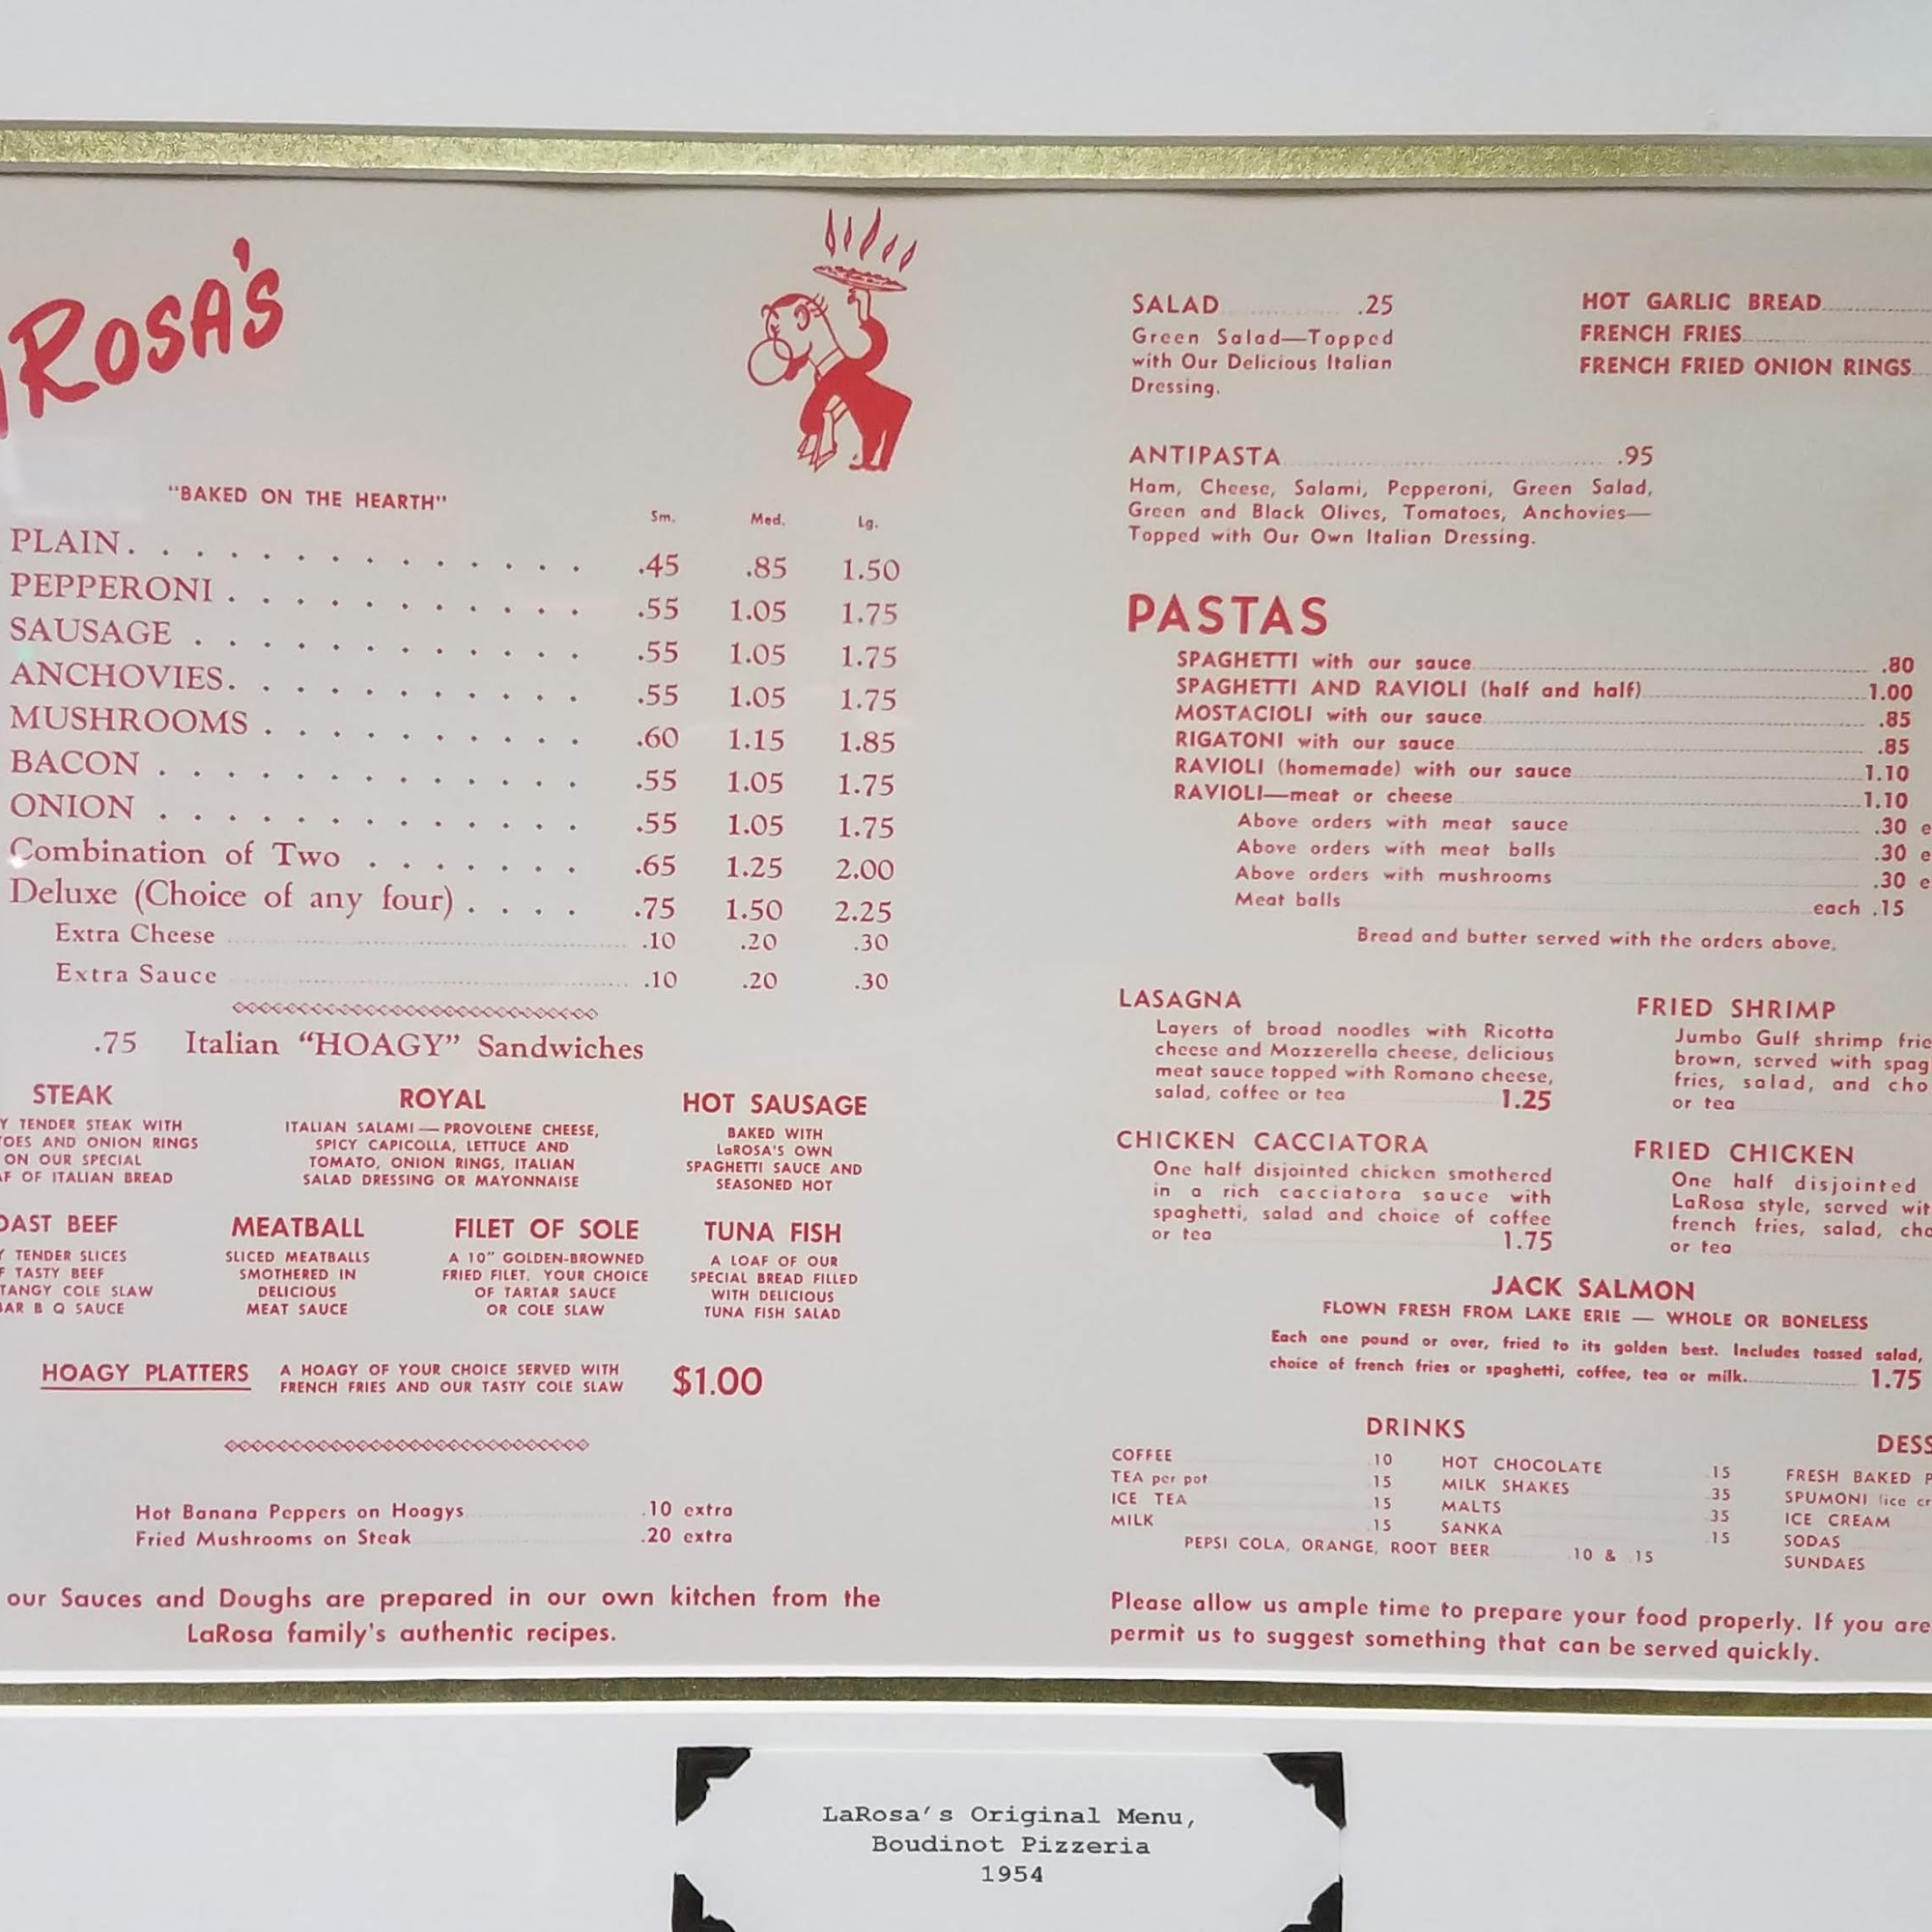 ROSA'S
"BAKED ON THE HEARTH"
Sm. Med. Lg.
PLAIN. . . . . . . . . . . . . .45 .85 1.50
PEPPERONI . . . . . . . . . . . .55 1.05 1.75
SAUSAGE . . . . . . . . . . . . .55 1.05 1.75
ANCHOVIES. . . . . . . . . . . .55 1.05 1.75
MUSHROOMS . . . . . . . . . . .60 1.15 1.85
BACON . . . . . . . . . . . . . .55 1.05 1.75
ONION . . . . . . . . . . . . . .55 1.05 1.75
Combination of Two . . . . . . . .65 1.25 2.00
Deluxe (Choice of any four) . . . . .75 1.50 2.25
Extra Cheese .10 .20 .30
Extra Sauce .10 .20 .30
.75 Italian "HOAGY" Sandwiches
STEAK
TENDER STEAK WITH
AND ONION RINGS
ON OUR SPECIAL
OF ITALIAN BREAD
ROYAL
ITALIAN SALAMI — PROVOLENE CHEESE,
SPICY CAPICOLLA, LETTUCE AND
TOMATO, ONION RINGS, ITALIAN
SALAD DRESSING OR MAYONNAISE
HOT SAUSAGE
BAKED WITH
LaROSA'S OWN
SPAGHETTI SAUCE AND
SEASONED HOT
BEEF
TENDER SLICES
TASTY BEEF
TANGY COLE SLAW
B Q SAUCE
MEATBALL
SLICED MEATBALLS
SMOTHERED IN
DELICIOUS
MEAT SAUCE
FILET OF SOLE
A 10" GOLDEN-BROWNED
FRIED FILET. YOUR CHOICE
OF TARTAR SAUCE
OR COLE SLAW
TUNA FISH
A LOAF OF OUR
SPECIAL BREAD FILLED
WITH DELICIOUS
TUNA FISH SALAD
HOAGY PLATTERS A HOAGY OF YOUR CHOICE SERVED WITH
FRENCH FRIES AND OUR TASTY COLE SLAW $1.00
Hot Banana Peppers on Hoagys .10 extra
Fried Mushrooms on Steak .20 extra
our Sauces and Doughs are prepared in our own kitchen from the
LaRosa family's authentic recipes.
SALAD .25
Green Salad—Topped
with Our Delicious Italian
Dressing.
HOT GARLIC BREAD
FRENCH FRIES
FRENCH FRIED ONION RINGS
ANTIPASTA .95
Ham, Cheese, Salami, Pepperoni, Green Salad,
Green and Black Olives, Tomatoes, Anchovies—
Topped with Our Own Italian Dressing.
PASTAS
SPAGHETTI with our sauce .80
SPAGHETTI AND RAVIOLI (half and half) 1.00
MOSTACIOLI with our sauce .85
RIGATONI with our sauce .85
RAVIOLI (homemade) with our sauce 1.10
RAVIOLI—meat or cheese 1.10
Above orders with meat sauce .30 e
Above orders with meat balls .30 e
Above orders with mushrooms .30 e
Meat balls each .15
Bread and butter served with the orders above.
LASAGNA
Layers of broad noodles with Ricotta
cheese and Mozzerella cheese, delicious
meat sauce topped with Romano cheese,
salad, coffee or tea 1.25
FRIED SHRIMP
Jumbo Gulf shrimp frie
brown, served with spag
fries, salad, and cho
or tea
CHICKEN CACCIATORA
One half disjointed chicken smothered
in a rich cacciatora sauce with
spaghetti, salad and choice of coffee
or tea 1.75
FRIED CHICKEN
One half disjointed
LaRosa style, served wit
french fries, salad, cho
or tea
JACK SALMON
FLOWN FRESH FROM LAKE ERIE — WHOLE OR BONELESS
Each one pound or over, fried to its golden best. Includes tossed salad,
choice of french fries or spaghetti, coffee, tea or milk. 1.75
DRINKS
COFFEE .10
TEA per pot .15
ICE TEA .15
MILK .15
HOT CHOCOLATE .15
MILK SHAKES .35
MALTS .35
SANKA .15
PEPSI COLA, ORANGE, ROOT BEER .10 & .15
DESS
FRESH BAKED P
SPUMONI (ice cr
ICE CREAM
SODAS
SUNDAES
Please allow us ample time to prepare your food properly. If you are
permit us to suggest something that can be served quickly.
LaRosa's Original Menu,
Boudinot Pizzeria
1954